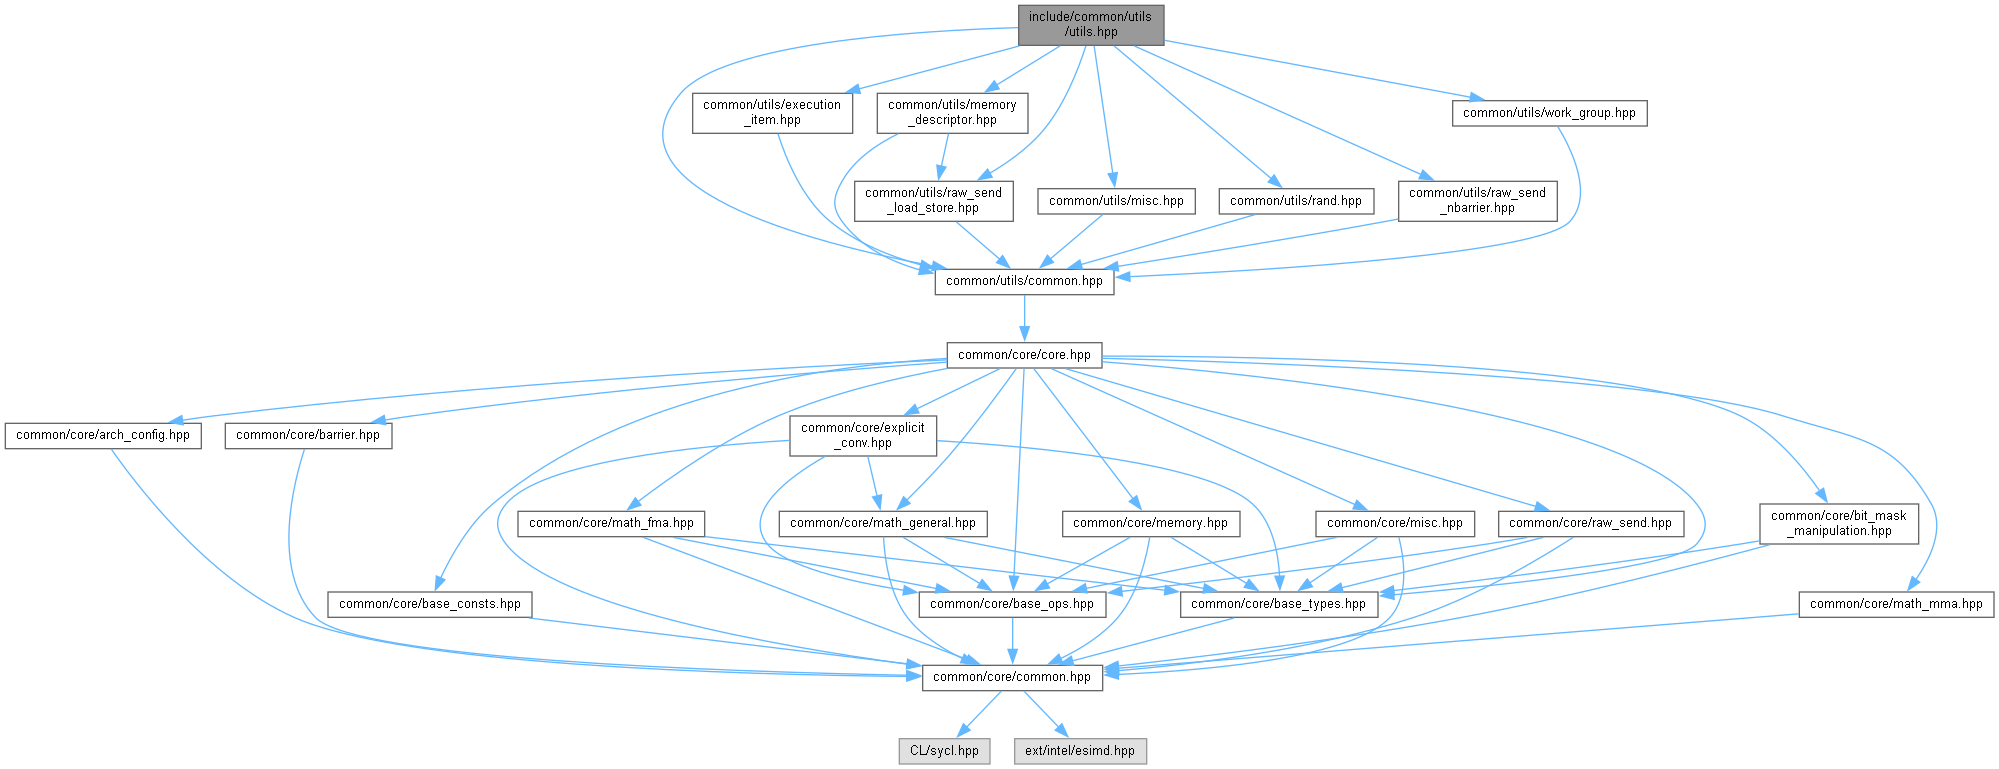 include/common/utils
/utils.hpp
common/utils/execution
_item.hpp
common/utils/memory
_descriptor.hpp
common/utils/work_group.hpp
common/utils/raw_send
_load_store.hpp
common/utils/misc.hpp
common/utils/rand.hpp
common/utils/raw_send
_nbarrier.hpp
common/utils/common.hpp
common/core/core.hpp
common/core/arch_config.hpp
common/core/barrier.hpp
common/core/explicit
_conv.hpp
common/core/math_fma.hpp
common/core/math_general.hpp
common/core/memory.hpp
common/core/misc.hpp
common/core/raw_send.hpp
common/core/bit_mask
_manipulation.hpp
common/core/base_consts.hpp
common/core/base_ops.hpp
common/core/base_types.hpp
common/core/math_mma.hpp
common/core/common.hpp
CL/sycl.hpp
ext/intel/esimd.hpp